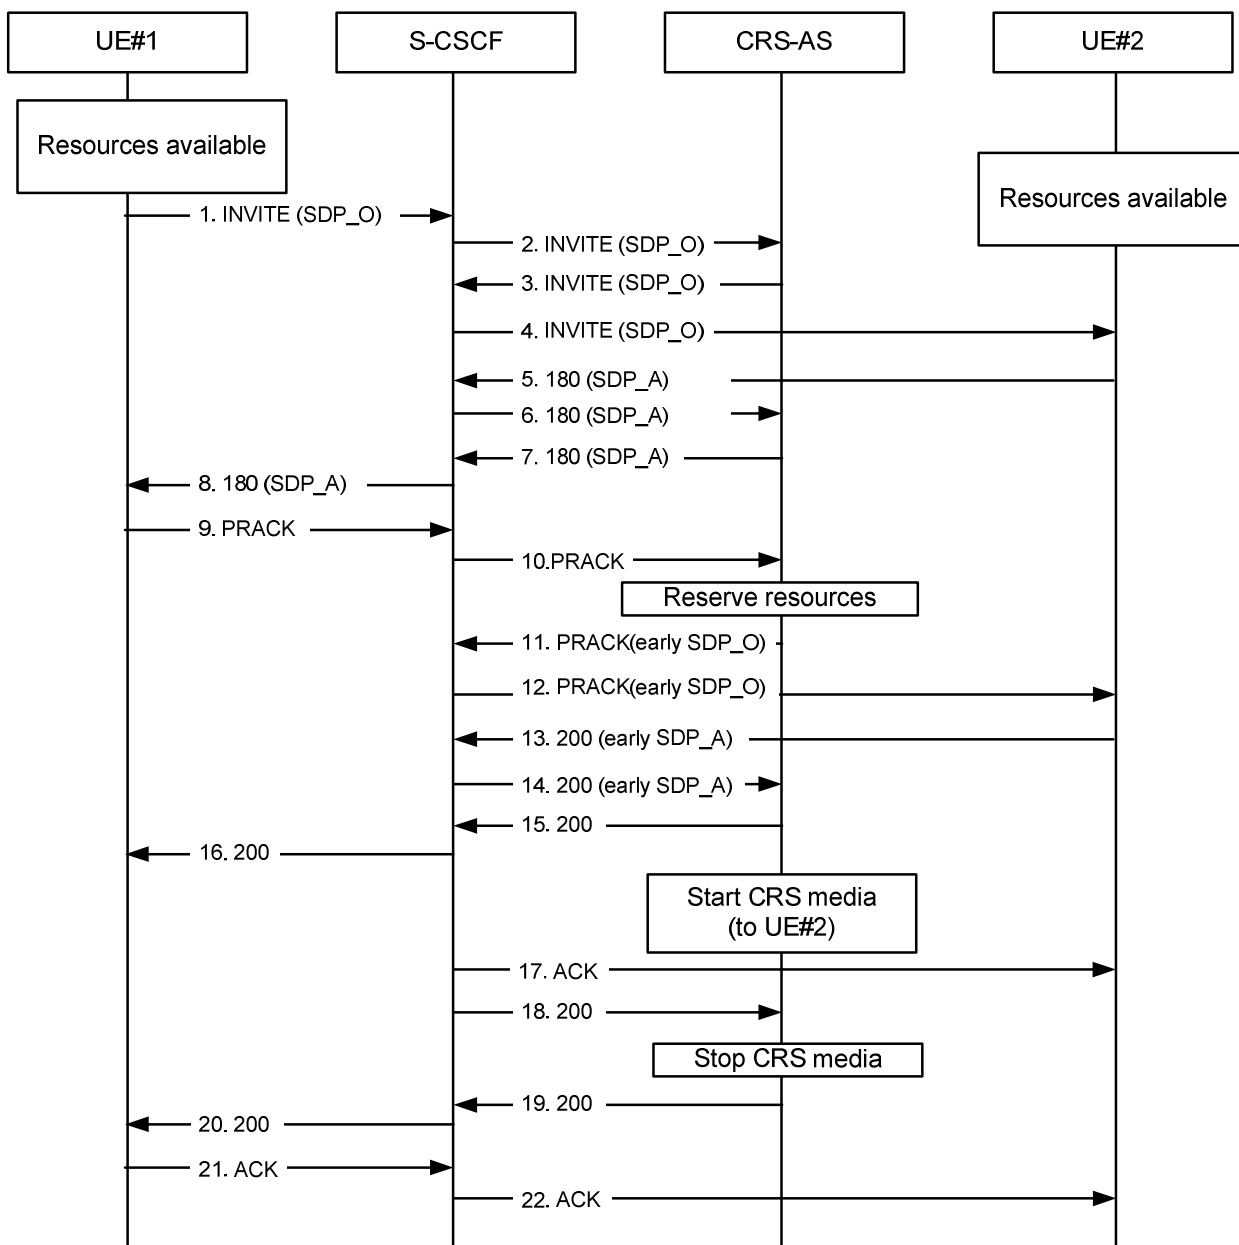 UE#1
S-CSCF
CRS-AS
UE#2
Resources available
Resources available
1. INVITE (SDP_O)
2. INVITE (SDP_O)
3. INVITE (SDP_O)
4. INVITE (SDP_O)
5. 180 (SDP_A)
6. 180 (SDP_A)
7. 180 (SDP_A)
8. 180 (SDP_A)
9. PRACK
10.PRACK
Reserve resources
11. PRACK(early SDP_O)
12. PRACK(early SDP_O)
13. 200 (early SDP_A)
14. 200 (early SDP_A)
15. 200
16. 200
Start CRS media
(to UE#2)
17. ACK
18. 200
Stop CRS media
19. 200
20. 200
21. ACK
22. ACK